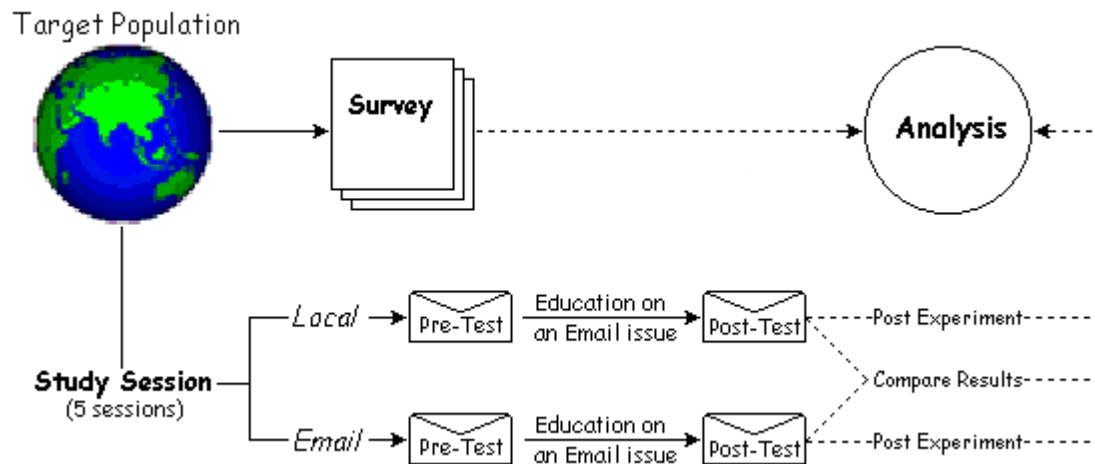 Target Population
Survey
Analysis
Local
Pre-Test
Education on
an Email issue
Post-Test
Post Experiment
Study Session
(5 sessions)
Compare Results
Email
Pre-Test
Education on
an Email issue
Post-Test
Post Experiment